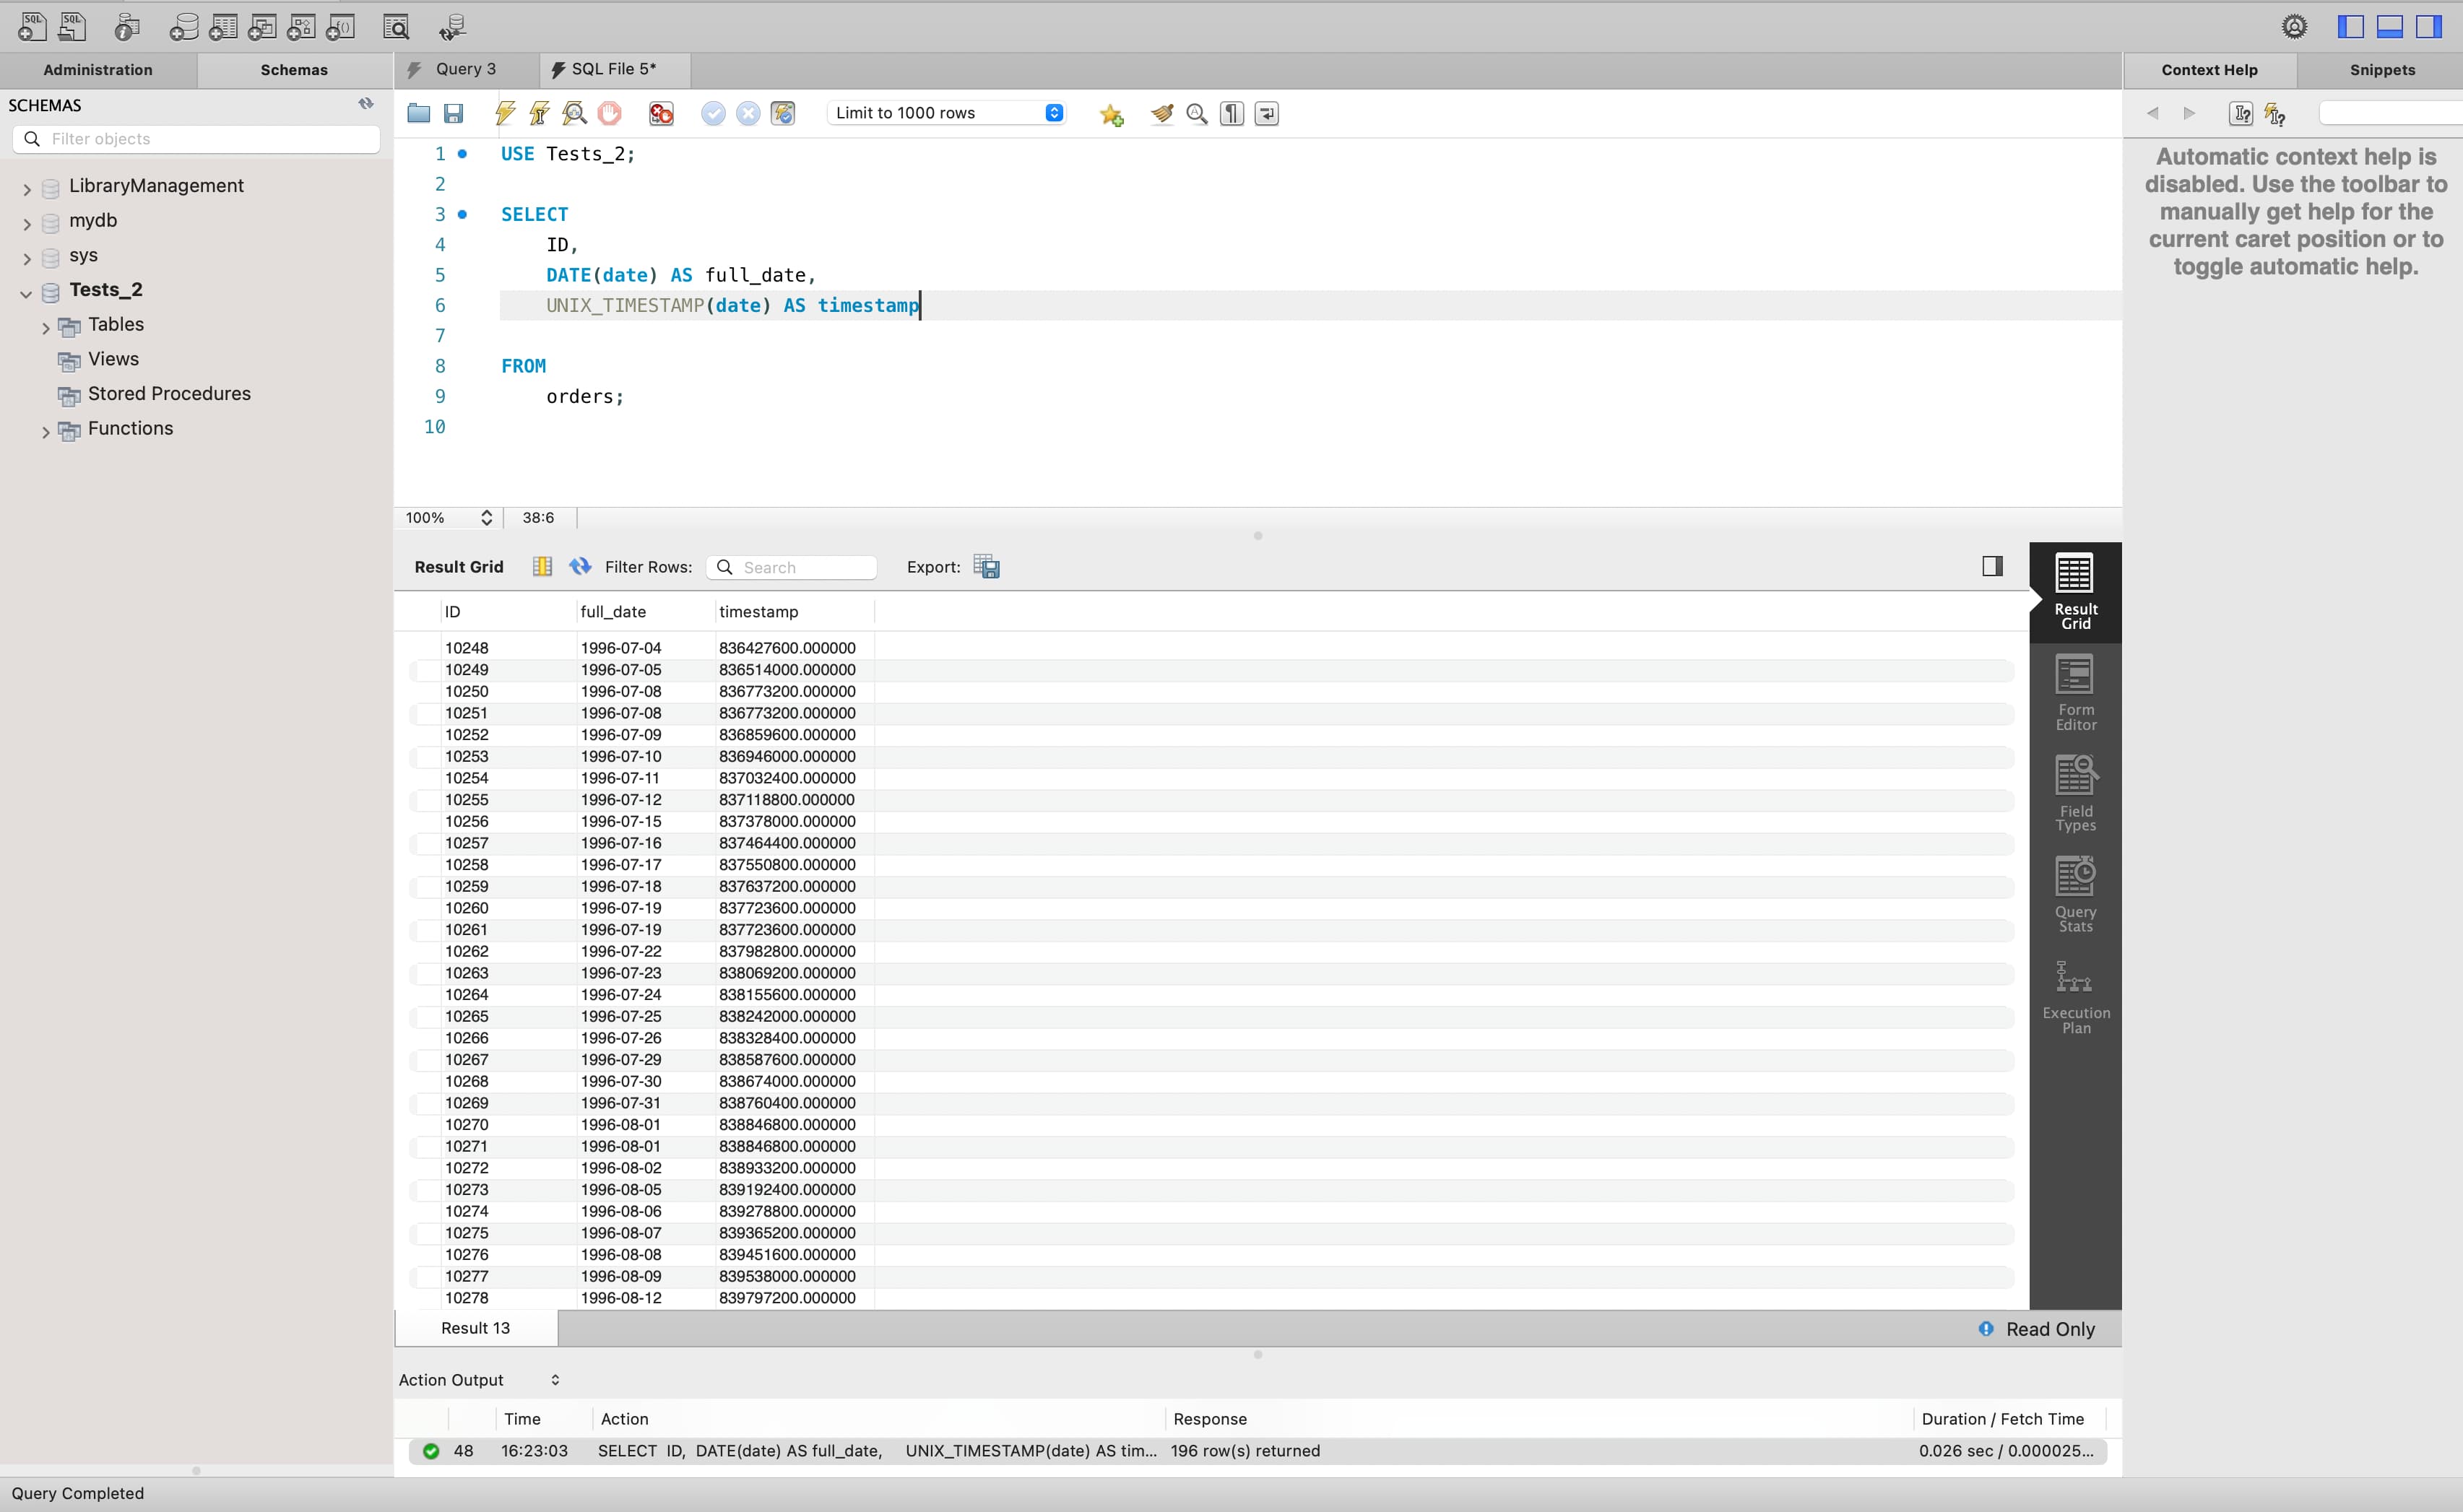 SQL SQL
Administration Schemas Query 3 SQL File 5* Context Help Snippets
SCHEMAS
Filter objects
LibraryManagement
mydb
sys
Tests_2
Tables
Views
Stored Procedures
Functions
Limit to 1000 rows
1 USE Tests_2;
2
3 SELECT
4 ID,
5 DATE(date) AS full_date,
6 UNIX_TIMESTAMP(date) AS timestamp
7
8 FROM
9 orders;
10
100% 38:6
Automatic context help is
disabled. Use the toolbar to
manually get help for the
current caret position or to
toggle automatic help.
Result Grid Filter Rows: Search Export:
ID full_date timestamp
10248 1996-07-04 836427600.000000
10249 1996-07-05 836514000.000000
10250 1996-07-08 836773200.000000
10251 1996-07-08 836773200.000000
10252 1996-07-09 836859600.000000
10253 1996-07-10 836946000.000000
10254 1996-07-11 837032400.000000
10255 1996-07-12 837118800.000000
10256 1996-07-15 837378000.000000
10257 1996-07-16 837464400.000000
10258 1996-07-17 837550800.000000
10259 1996-07-18 837637200.000000
10260 1996-07-19 837723600.000000
10261 1996-07-19 837723600.000000
10262 1996-07-22 837982800.000000
10263 1996-07-23 838069200.000000
10264 1996-07-24 838155600.000000
10265 1996-07-25 838242000.000000
10266 1996-07-26 838328400.000000
10267 1996-07-29 838587600.000000
10268 1996-07-30 838674000.000000
10269 1996-07-31 838760400.000000
10270 1996-08-01 838846800.000000
10271 1996-08-01 838846800.000000
10272 1996-08-02 838933200.000000
10273 1996-08-05 839192400.000000
10274 1996-08-06 839278800.000000
10275 1996-08-07 839365200.000000
10276 1996-08-08 839451600.000000
10277 1996-08-09 839538000.000000
10278 1996-08-12 839797200.000000
Result
Grid
Form
Editor
Field
Types
Query
Stats
Execution
Plan
Result 13 Read Only
Action Output
Time Action Response Duration / Fetch Time
48 16:23:03 SELECT ID, DATE(date) AS full_date, UNIX_TIMESTAMP(date) AS tim... 196 row(s) returned 0.026 sec / 0.000025...
Query Completed